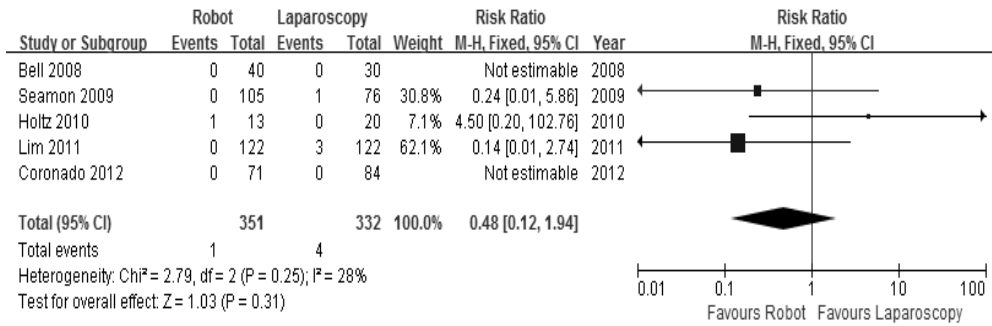 Robot Laparoscopy Risk Ratio Risk Ratio
Study or Subgroup Events Total Events Total Weight M-H, Fixed, 95% CI Year M-H, Fixed, 95% CI
Bell 2008 0 40 0 30 Not estimable 2008
Seamon 2009 0 105 1 76 30.8% 0.24 [0.01, 5.86] 2009
Holtz 2010 1 13 0 20 7.1% 4.50 [0.20, 102.76] 2010
Lim 2011 0 122 3 122 62.1% 0.14 [0.01, 2.74] 2011
Coronado 2012 0 71 0 84 Not estimable 2012
Total (95% CI) 351 332 100.0% 0.48 [0.12, 1.94]
Total events 1 4
Heterogeneity: Chi² = 2.79, df = 2 (P = 0.25); I² = 28%
Test for overall effect: Z = 1.03 (P = 0.31)
0.01 0.1 1 10 100
Favours Robot Favours Laparoscopy